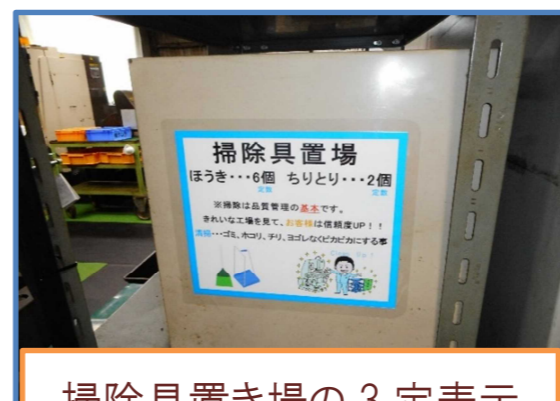 掃除具置場
ほうき・・・6個 ちりとり・・・2個
定数 定数
※掃除は品質管理の基本です。
きれいな工場を見て、お客様は信頼度UP！！
清掃・・・ゴミ、ホコリ、チリ、ヨゴレなくピカピカにする事
掃除具置き場の3定表示